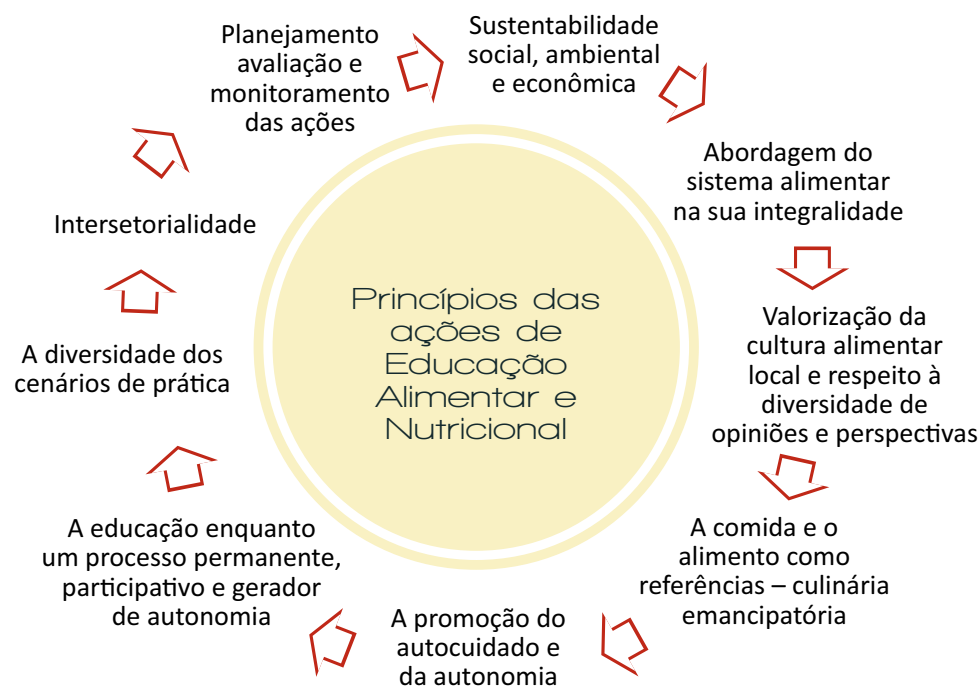 Planejamento
avaliação e
monitoramento
das ações
Sustentabilidade
social, ambiental
e econômica
Abordagem do
sistema alimentar
na sua integralidade
Valorização da
cultura alimentar
local e respeito à
diversidade de
opiniões e perspectivas
A comida e o
alimento como
referências – culinária
emancipatória
A promoção do
autocuidado e
da autonomia
A educação enquanto
um processo permanente,
participativo e gerador
de autonomia
A diversidade dos
cenários de prática
Intersetorialidade
Princípios das
ações de
Educação
Alimentar e
Nutricional